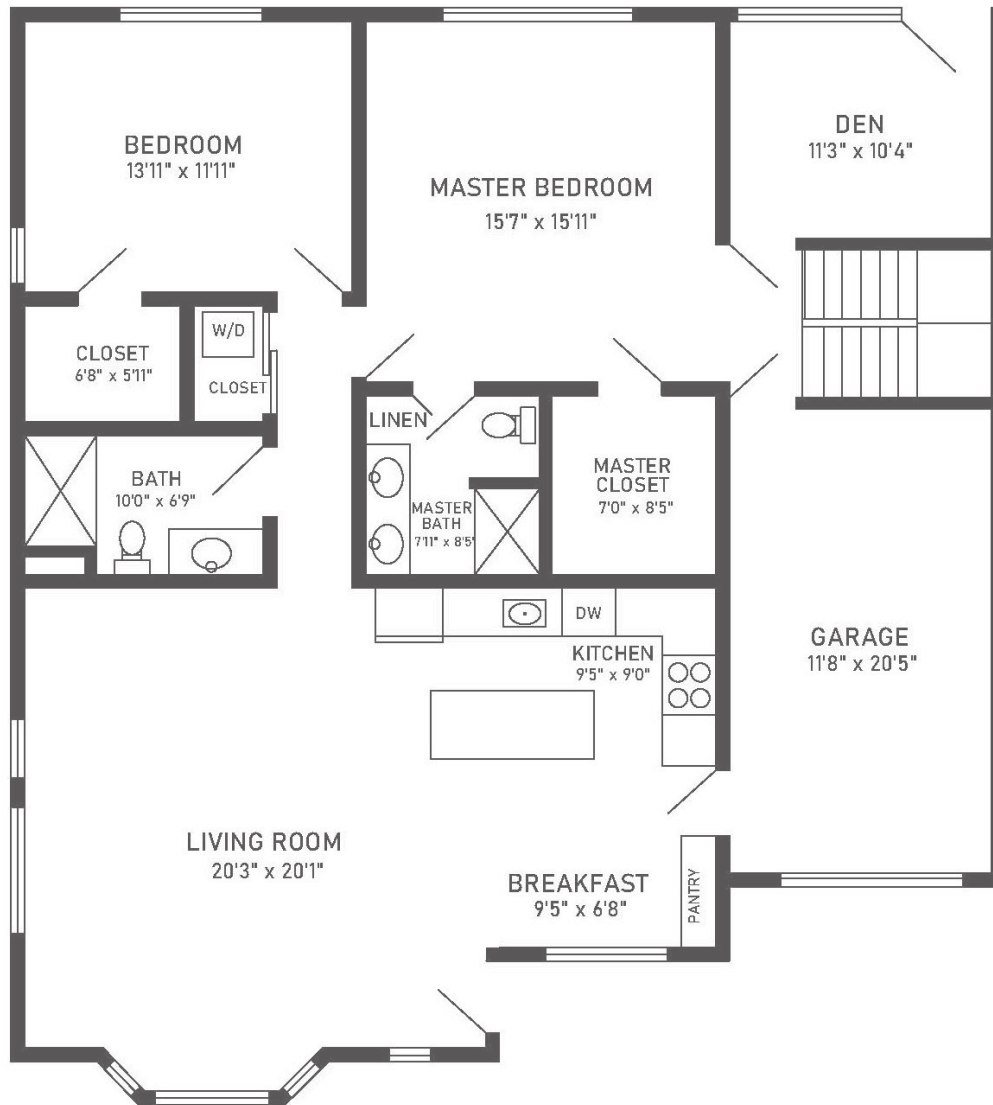 BEDROOM
13'11" x 11'11"
MASTER BEDROOM
15'7" x 15'11"
DEN
11'3" x 10'4"
CLOSET
6'8" x 5'11"
W/D
CLOSET
LINEN
BATH
10'0" x 6'9"
MASTER
BATH
7'11" x 8'5"
MASTER
CLOSET
7'0" x 8'5"
DW
KITCHEN
9'5" x 9'0"
GARAGE
11'8" x 20'5"
LIVING ROOM
20'3" x 20'1"
BREAKFAST
9'5" x 6'8"
PANTRY